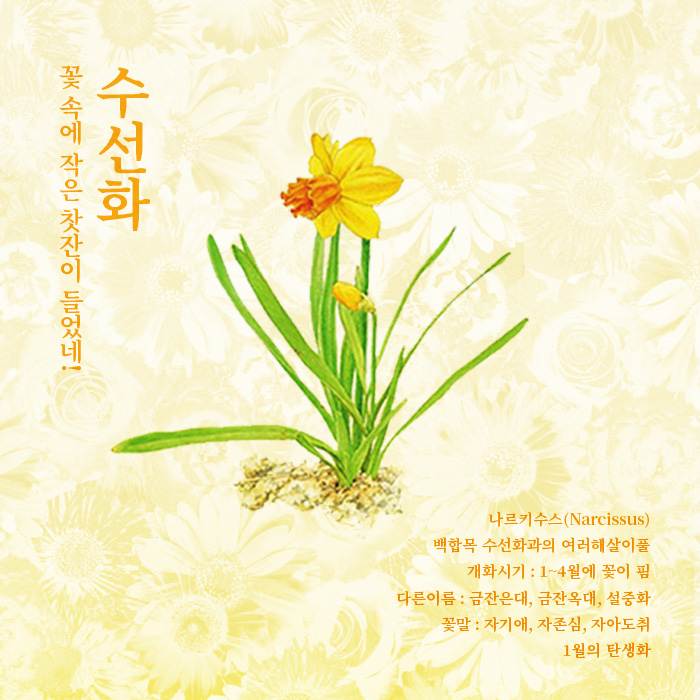 수선화
꽃 속에 작은 찻잔이 들었네!
나르키수스(Narcissus)
백합목 수선화과의 여러해살이풀
개화시기 : 1~4월에 꽃이 핌
다른이름 : 금잔은대, 금잔옥대, 설중화
꽃말 : 자기애, 자존심, 자아도취
1월의 탄생화